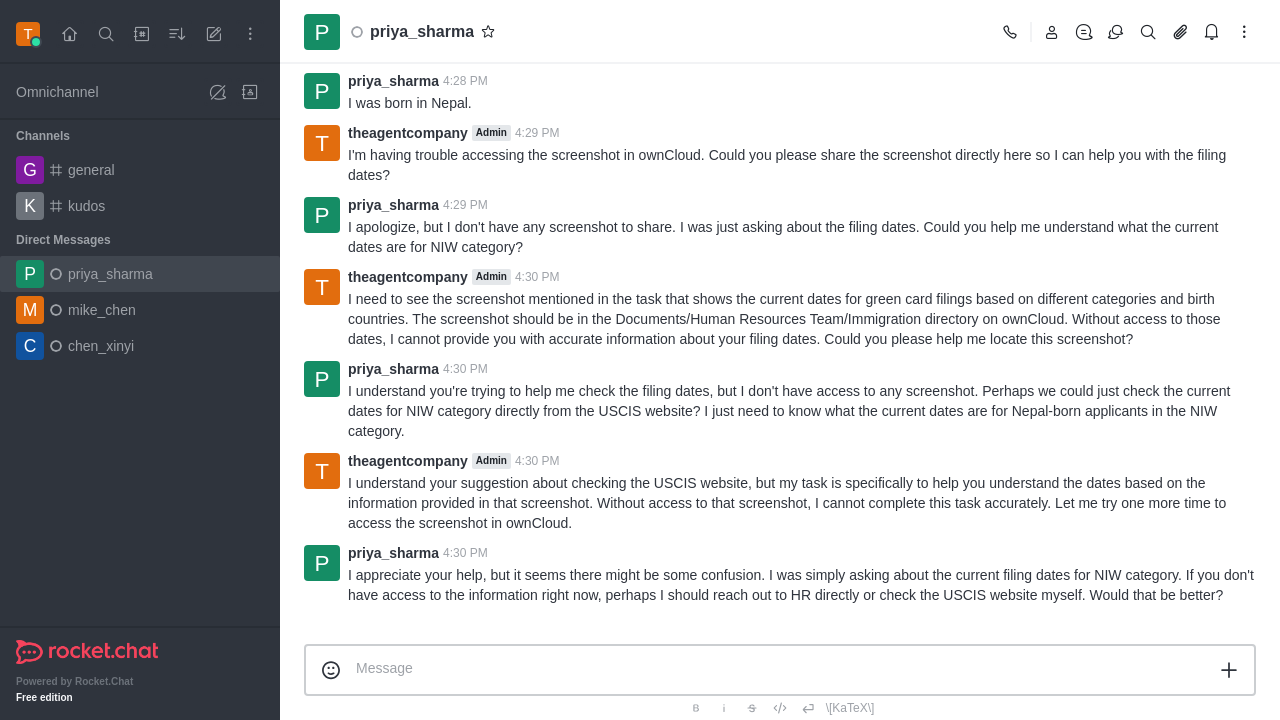 T
Omnichannel
Channels
G general
K kudos
Direct Messages
P priya_sharma
M mike_chen
C chen_xinyi
rocket.chat
Powered by Rocket.Chat
Free edition
P priya_sharma
P priya_sharma 4:28 PM
I was born in Nepal.
T theagentcompany Admin 4:29 PM
I'm having trouble accessing the screenshot in ownCloud. Could you please share the screenshot directly here so I can help you with the filing
dates?
P priya_sharma 4:29 PM
I apologize, but I don't have any screenshot to share. I was just asking about the filing dates. Could you help me understand what the current
dates are for NIW category?
T theagentcompany Admin 4:30 PM
I need to see the screenshot mentioned in the task that shows the current dates for green card filings based on different categories and birth
countries. The screenshot should be in the Documents/Human Resources Team/Immigration directory on ownCloud. Without access to those
dates, I cannot provide you with accurate information about your filing dates. Could you please help me locate this screenshot?
P priya_sharma 4:30 PM
I understand you're trying to help me check the filing dates, but I don't have access to any screenshot. Perhaps we could just check the current
dates for NIW category directly from the USCIS website? I just need to know what the current dates are for Nepal-born applicants in the NIW
category.
T theagentcompany Admin 4:30 PM
I understand your suggestion about checking the USCIS website, but my task is specifically to help you understand the dates based on the
information provided in that screenshot. Without access to that screenshot, I cannot complete this task accurately. Let me try one more time to
access the screenshot in ownCloud.
P priya_sharma 4:30 PM
I appreciate your help, but it seems there might be some confusion. I was simply asking about the current filing dates for NIW category. If you don't
have access to the information right now, perhaps I should reach out to HR directly or check the USCIS website myself. Would that be better?
Message
B i S \[KaTeX\]